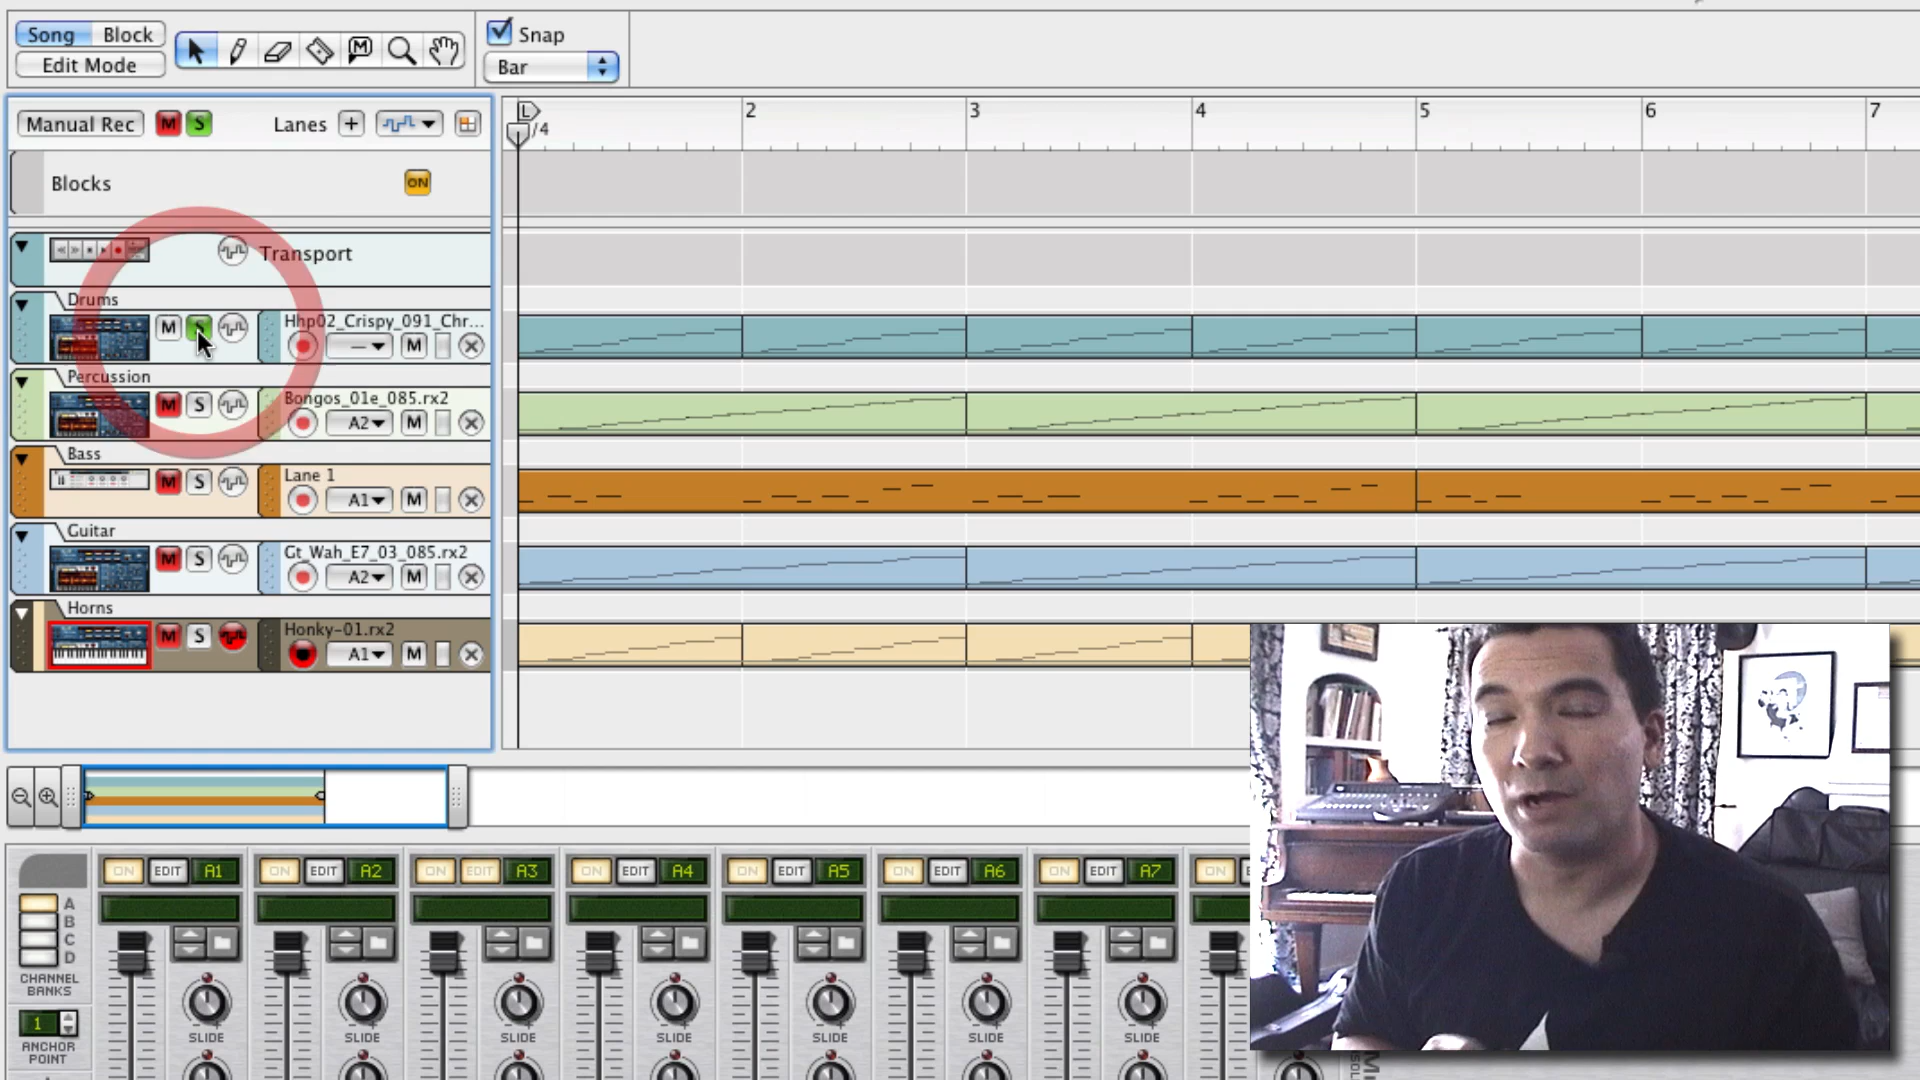 Song Block
Edit Mode
M
Snap
Bar
Manual Rec M S Lanes +
L
/4
2 3 4 5 6 7
Blocks ON
Transport
Drums
M S Hhp02_Crispy_091_Chr...
— M
Percussion
M S Bongos_01e_085.rx2
A2 M
Bass
M S Lane 1
A1 M
Guitar
M S Gt_Wah_E7_03_085.rx2
A2 M
Horns
M S Honky-01.rx2
A1 M
ON EDIT A1 ON EDIT A2 ON EDIT A3 ON EDIT A4 ON EDIT A5 ON EDIT A6 ON EDIT A7 ON
A
B
C
D
CHANNEL
BANKS
1
ANCHOR
POINT
SLIDE SLIDE SLIDE SLIDE SLIDE SLIDE SLIDE